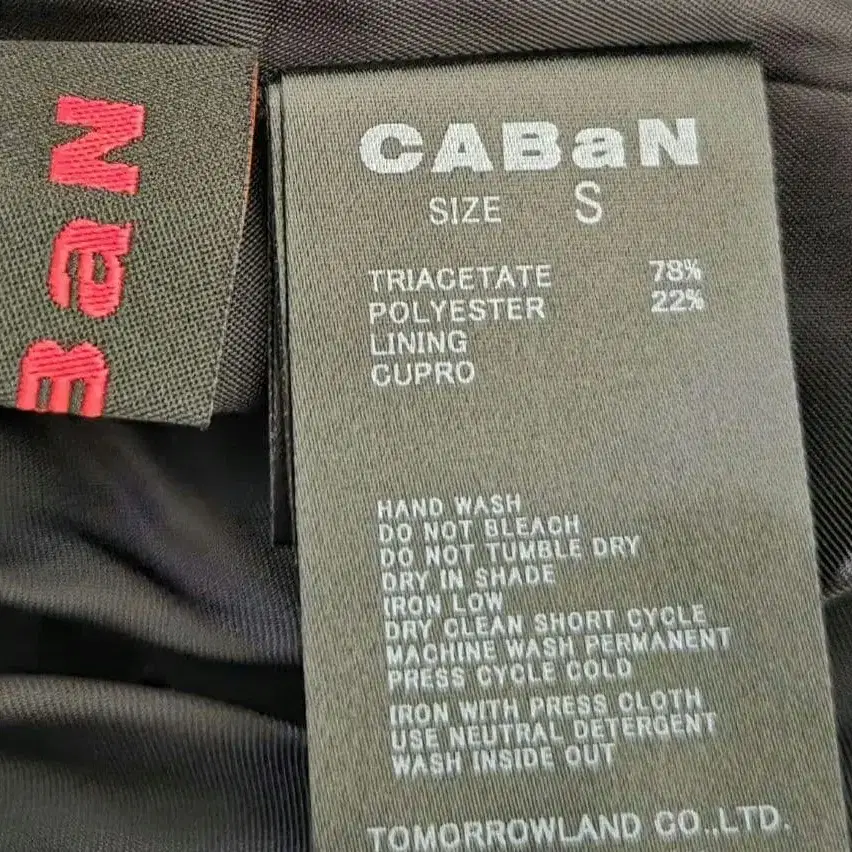 BaN
CABaN
SIZE S
TRIACETATE 78%
POLYESTER 22%
LINING
CUPRO
HAND WASH
DO NOT BLEACH
DO NOT TUMBLE DRY
DRY IN SHADE
IRON LOW
DRY CLEAN SHORT CYCLE
MACHINE WASH PERMANENT
PRESS CYCLE COLD
IRON WITH PRESS CLOTH
USE NEUTRAL DETERGENT
WASH INSIDE OUT
TOMORROWLAND CO.,LTD.